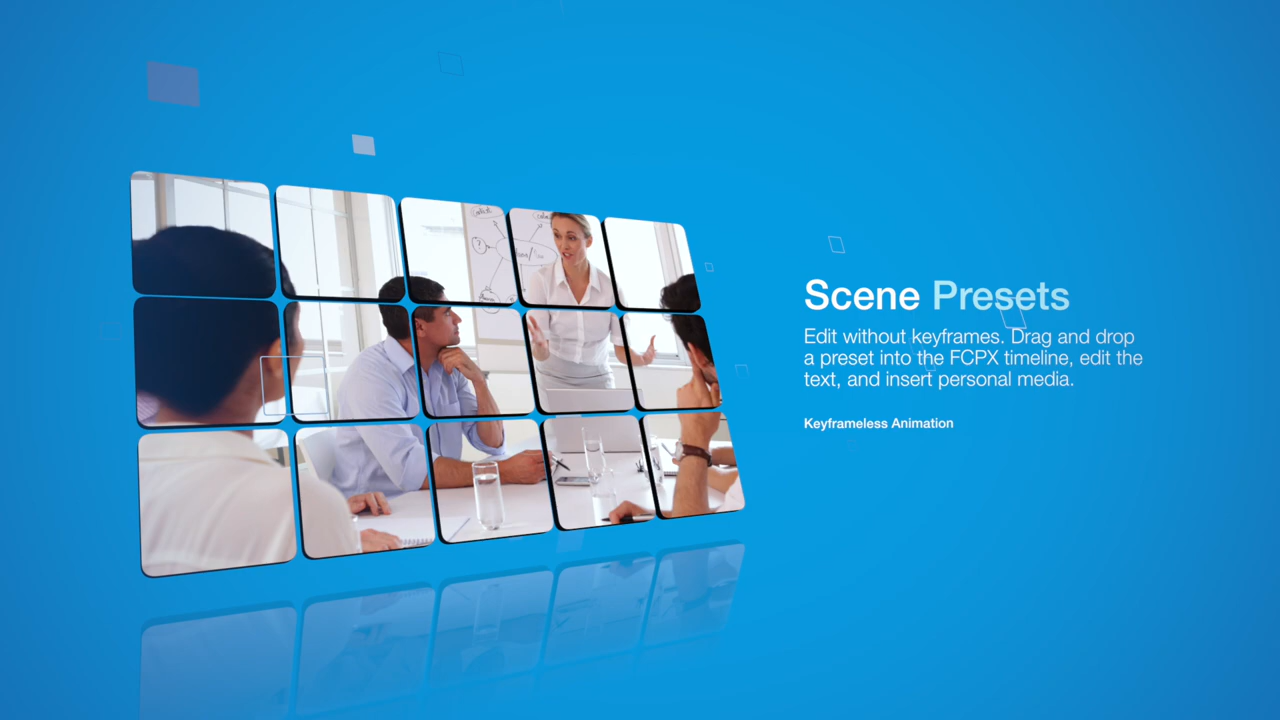 Scene Presets
Edit without keyframes. Drag and drop
a preset into the FCPX timeline, edit the
text, and insert personal media.
Keyframeless Animation
?